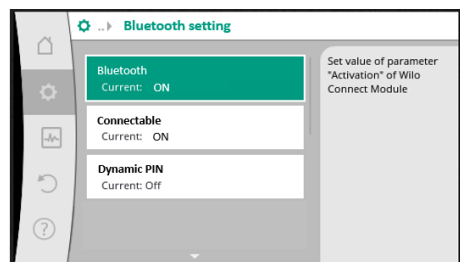 .. Bluetooth setting
Bluetooth
Current: ON
Connectable
Current: ON
Dynamic PIN
Current: Off
Set value of parameter
"Activation" of Wilo
Connect Module
?